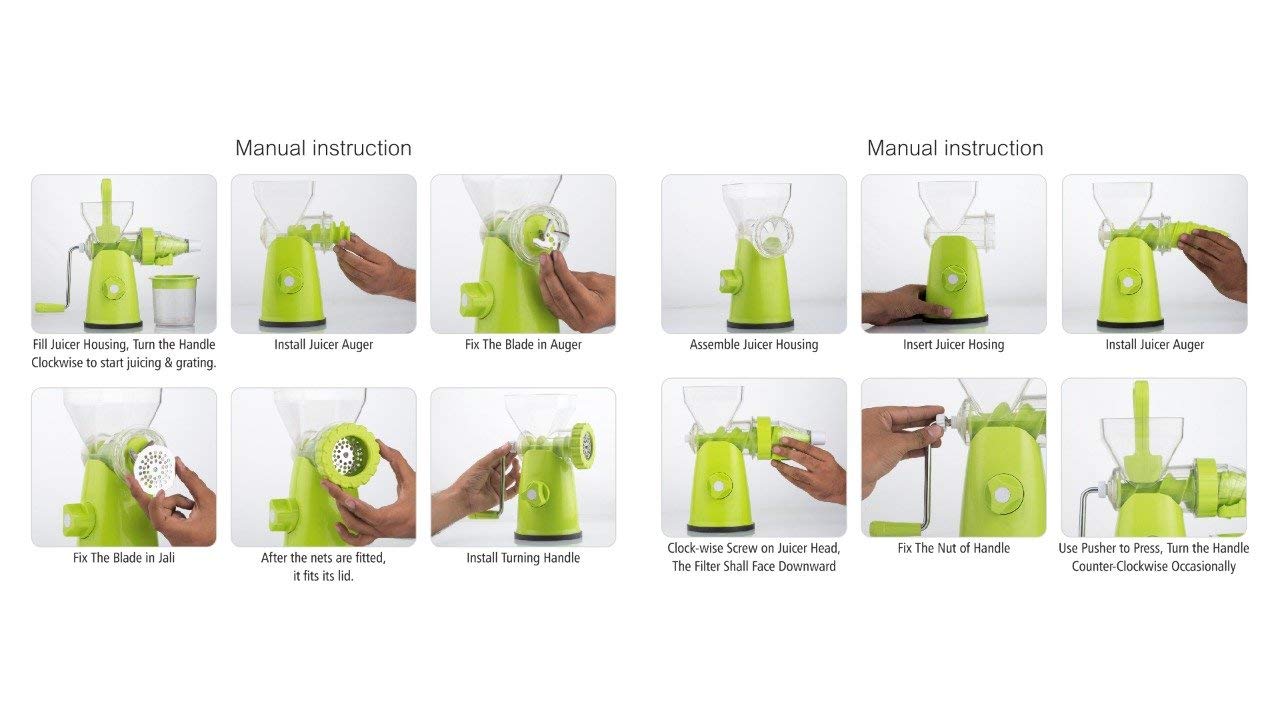 Manual instruction
Fill Juicer Housing, Turn the Handle
Clockwise to start juicing & grating.
Install Juicer Auger
Fix The Blade in Auger
Fix The Blade in Jali
After the nets are fitted,
it fits its lid.
Install Turning Handle
Manual instruction
Assemble Juicer Housing
Insert Juicer Hosing
Install Juicer Auger
Clock-wise Screw on Juicer Head,
The Filter Shall Face Downward
Fix The Nut of Handle
Use Pusher to Press, Turn the Handle
Counter-Clockwise Occasionally